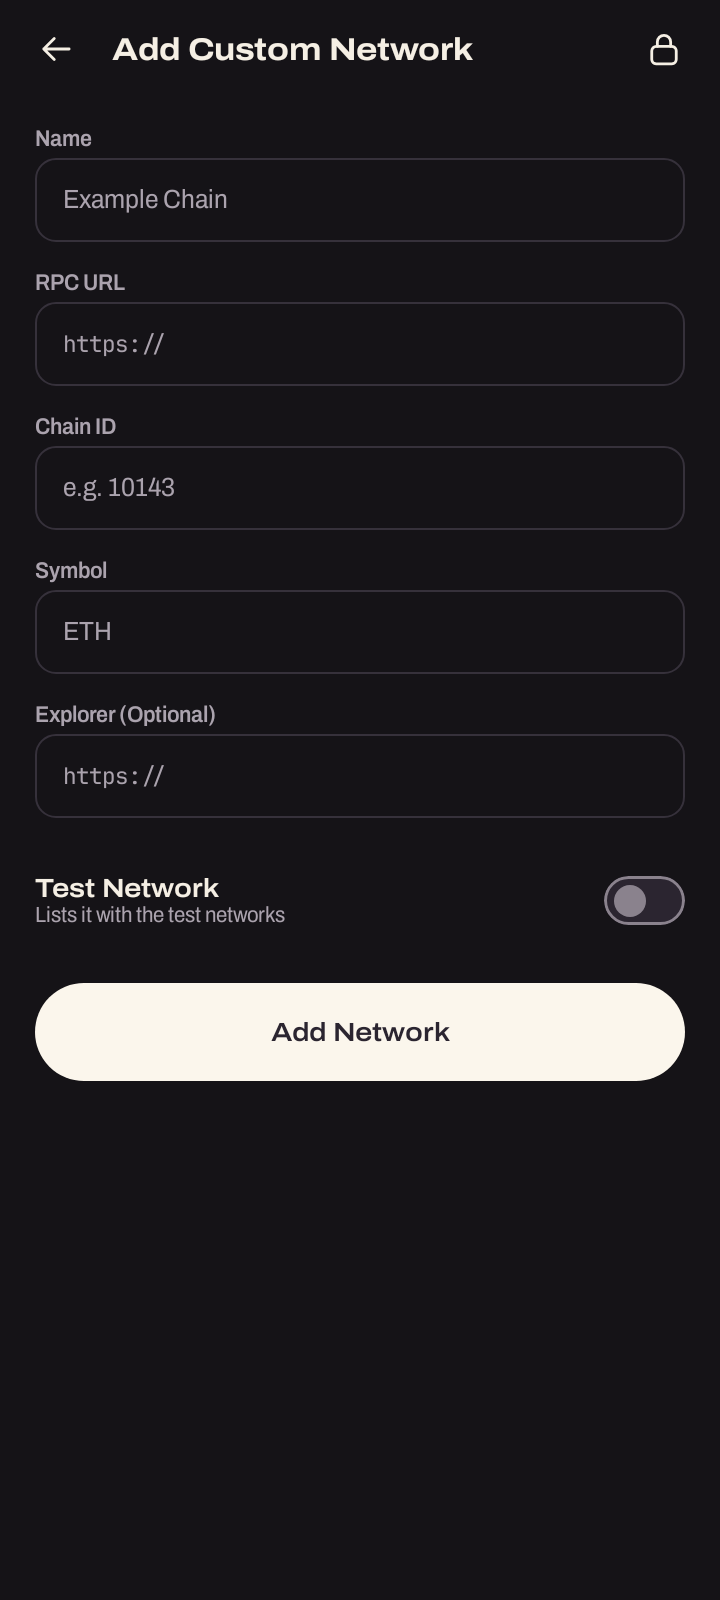 Add Custom Network
Name
Example Chain
RPC URL
https://
Chain ID
e.g. 10143
Symbol
ETH
Explorer (Optional)
https://
Test Network
Lists it with the test networks
Add Network